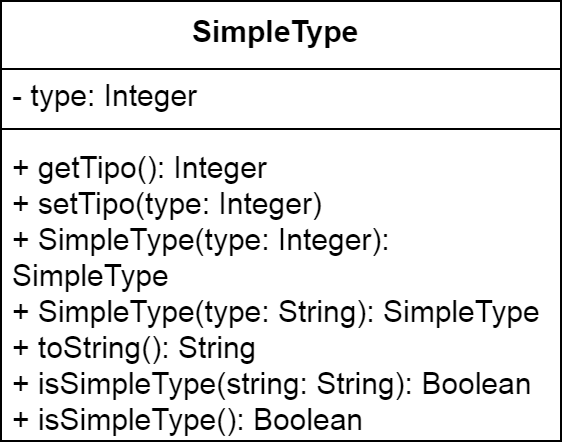 SimpleType
- type: Integer
+ getTipo(): Integer
+ setTipo(type: Integer)
+ SimpleType(type: Integer):
SimpleType
+ SimpleType(type: String): SimpleType
+ toString(): String
+ isSimpleType(string: String): Boolean
+ isSimpleType(): Boolean